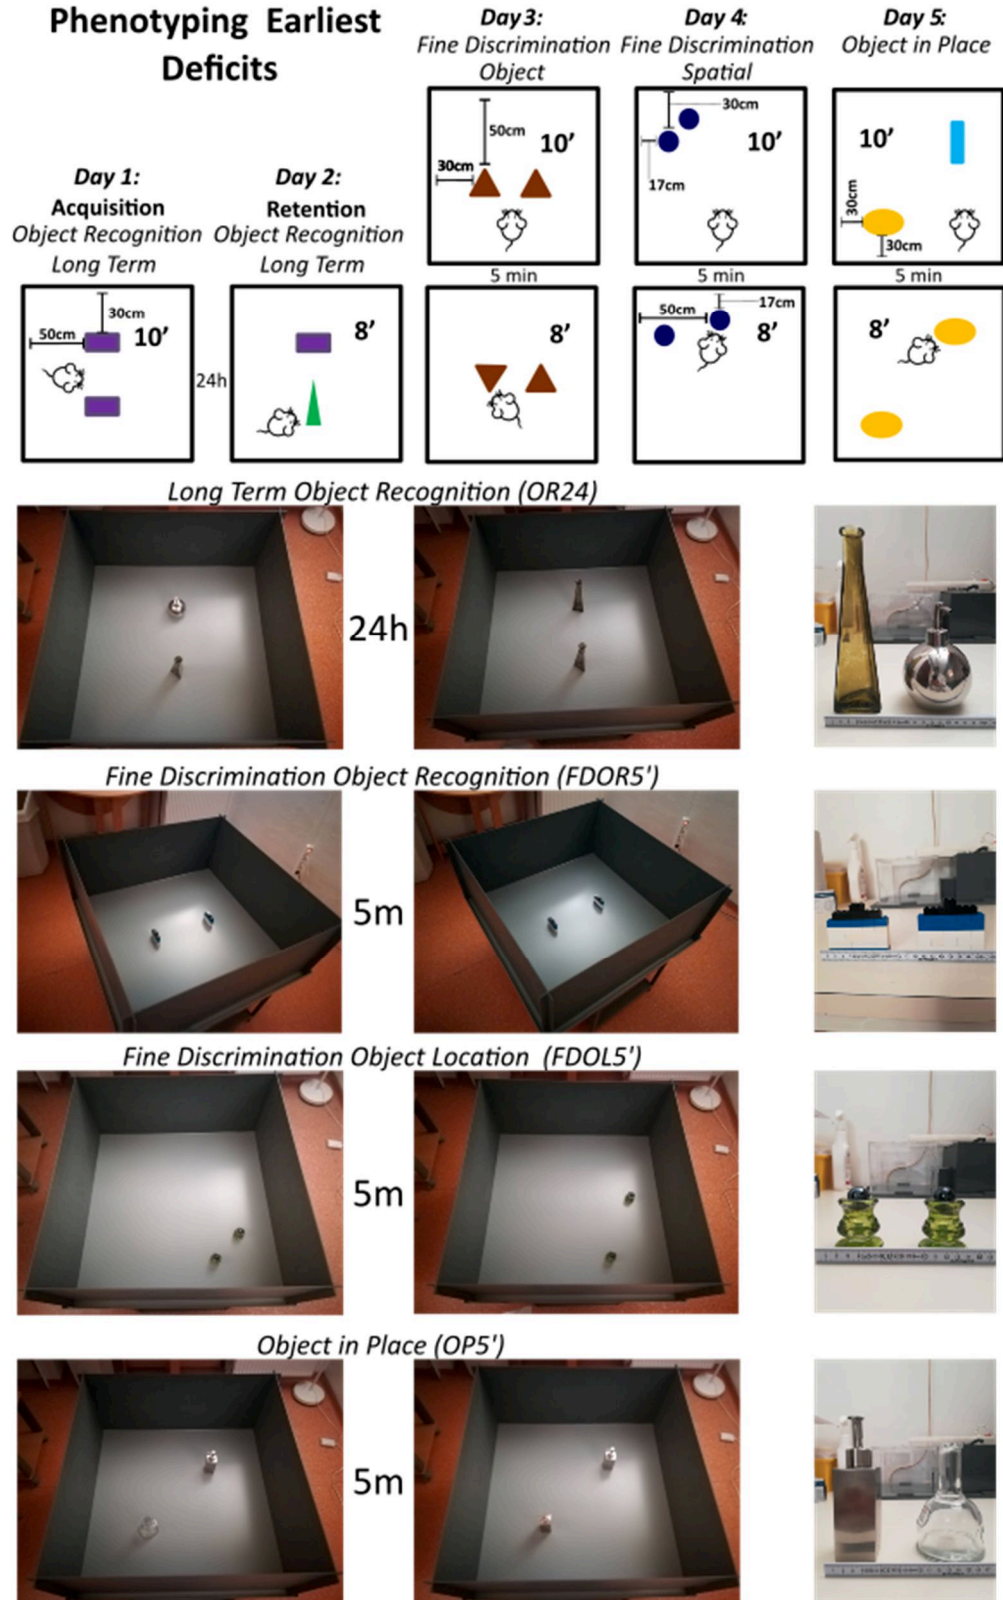 Phenotyping Earliest
Deficits
Day 1:
Acquisition
Object Recognition
Long Term
Day 2:
Retention
Object Recognition
Long Term
Day 3:
Fine Discrimination
Object
Day 4:
Fine Discrimination
Spatial
Day 5:
Object in Place
50cm
10’
30cm
30cm
10’
17cm
10’
30cm
30cm
5 min
5 min
5 min
30cm
50cm
10’
24h
8’
8’
17cm
50cm
8’
8’
Long Term Object Recognition (OR24)
24h
Fine Discrimination Object Recognition (FDOR5')
5m
Fine Discrimination Object Location (FDOL5')
5m
Object in Place (OP5')
5m